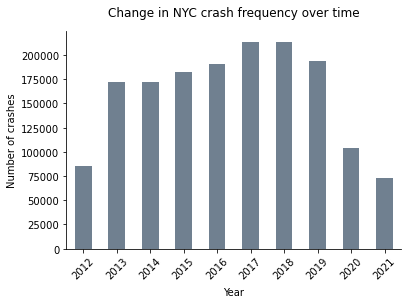 Change in NYC crash frequency over time
Number of crashes
200000
175000
150000
125000
100000
75000
50000
25000
0
2012 2013 2014 2015 2016 2017 2018 2019 2020 2021
Year